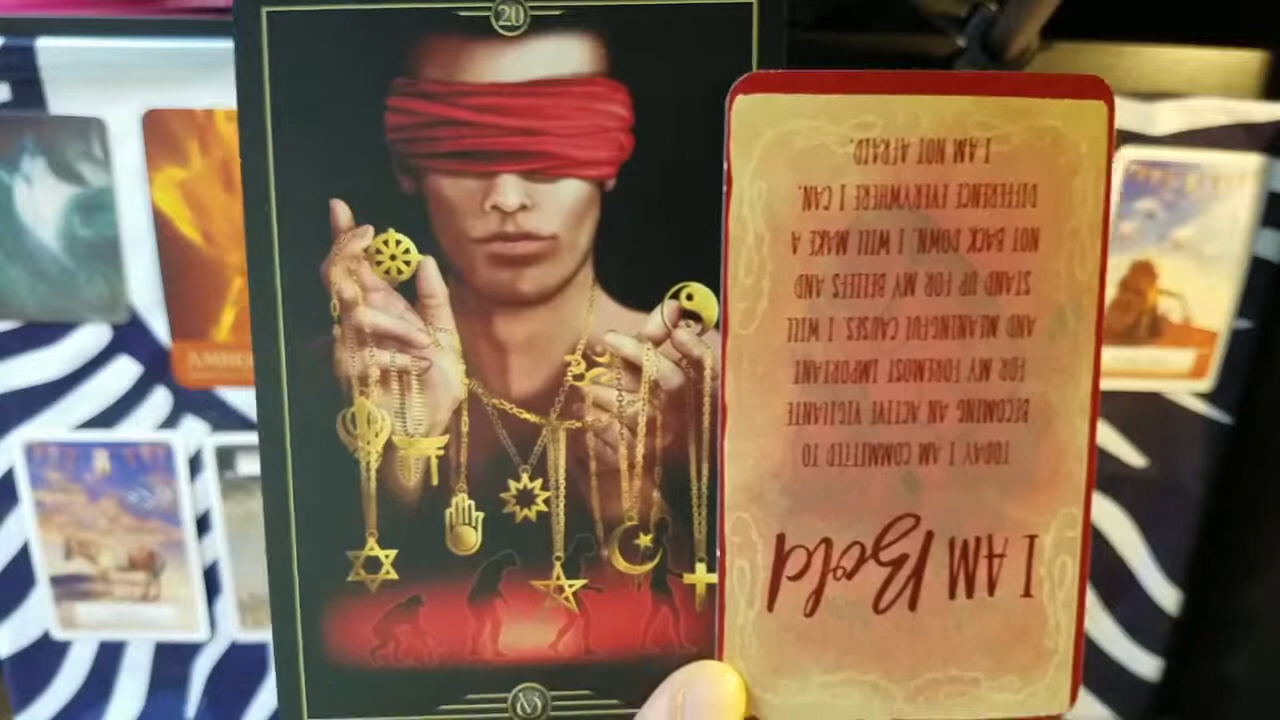 20
I AM Bold
TODAY I AM COMMITTED TO
BECOMING AN ACTIVE VIGILANTE
FOR MY FOREMOST IMPORTANT
AND MEANINGFUL CAUSES. I WILL
STAND UP FOR MY BELIEFS AND
NOT BACK DOWN. I WILL MAKE A
DIFFERENCE EVERYWHERE I CAN.
I AM NOT AFRAID.